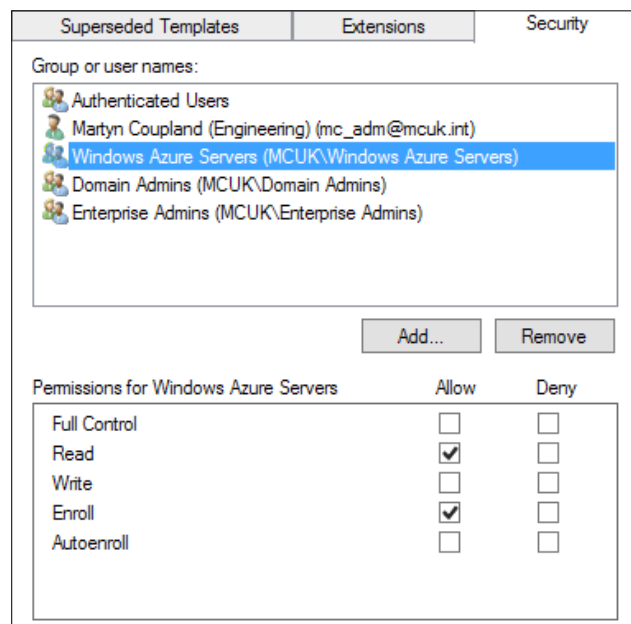 Superseded Templates Extensions Security
Group or user names:
Authenticated Users
Martyn Coupland (Engineering) (mc_adm@mcuk.int)
Windows Azure Servers (MCUK\Windows Azure Servers)
Domain Admins (MCUK\Domain Admins)
Enterprise Admins (MCUK\Enterprise Admins)
Add... Remove
Permissions for Windows Azure Servers Allow Deny
Full Control
Read
Write
Enroll
Autoenroll